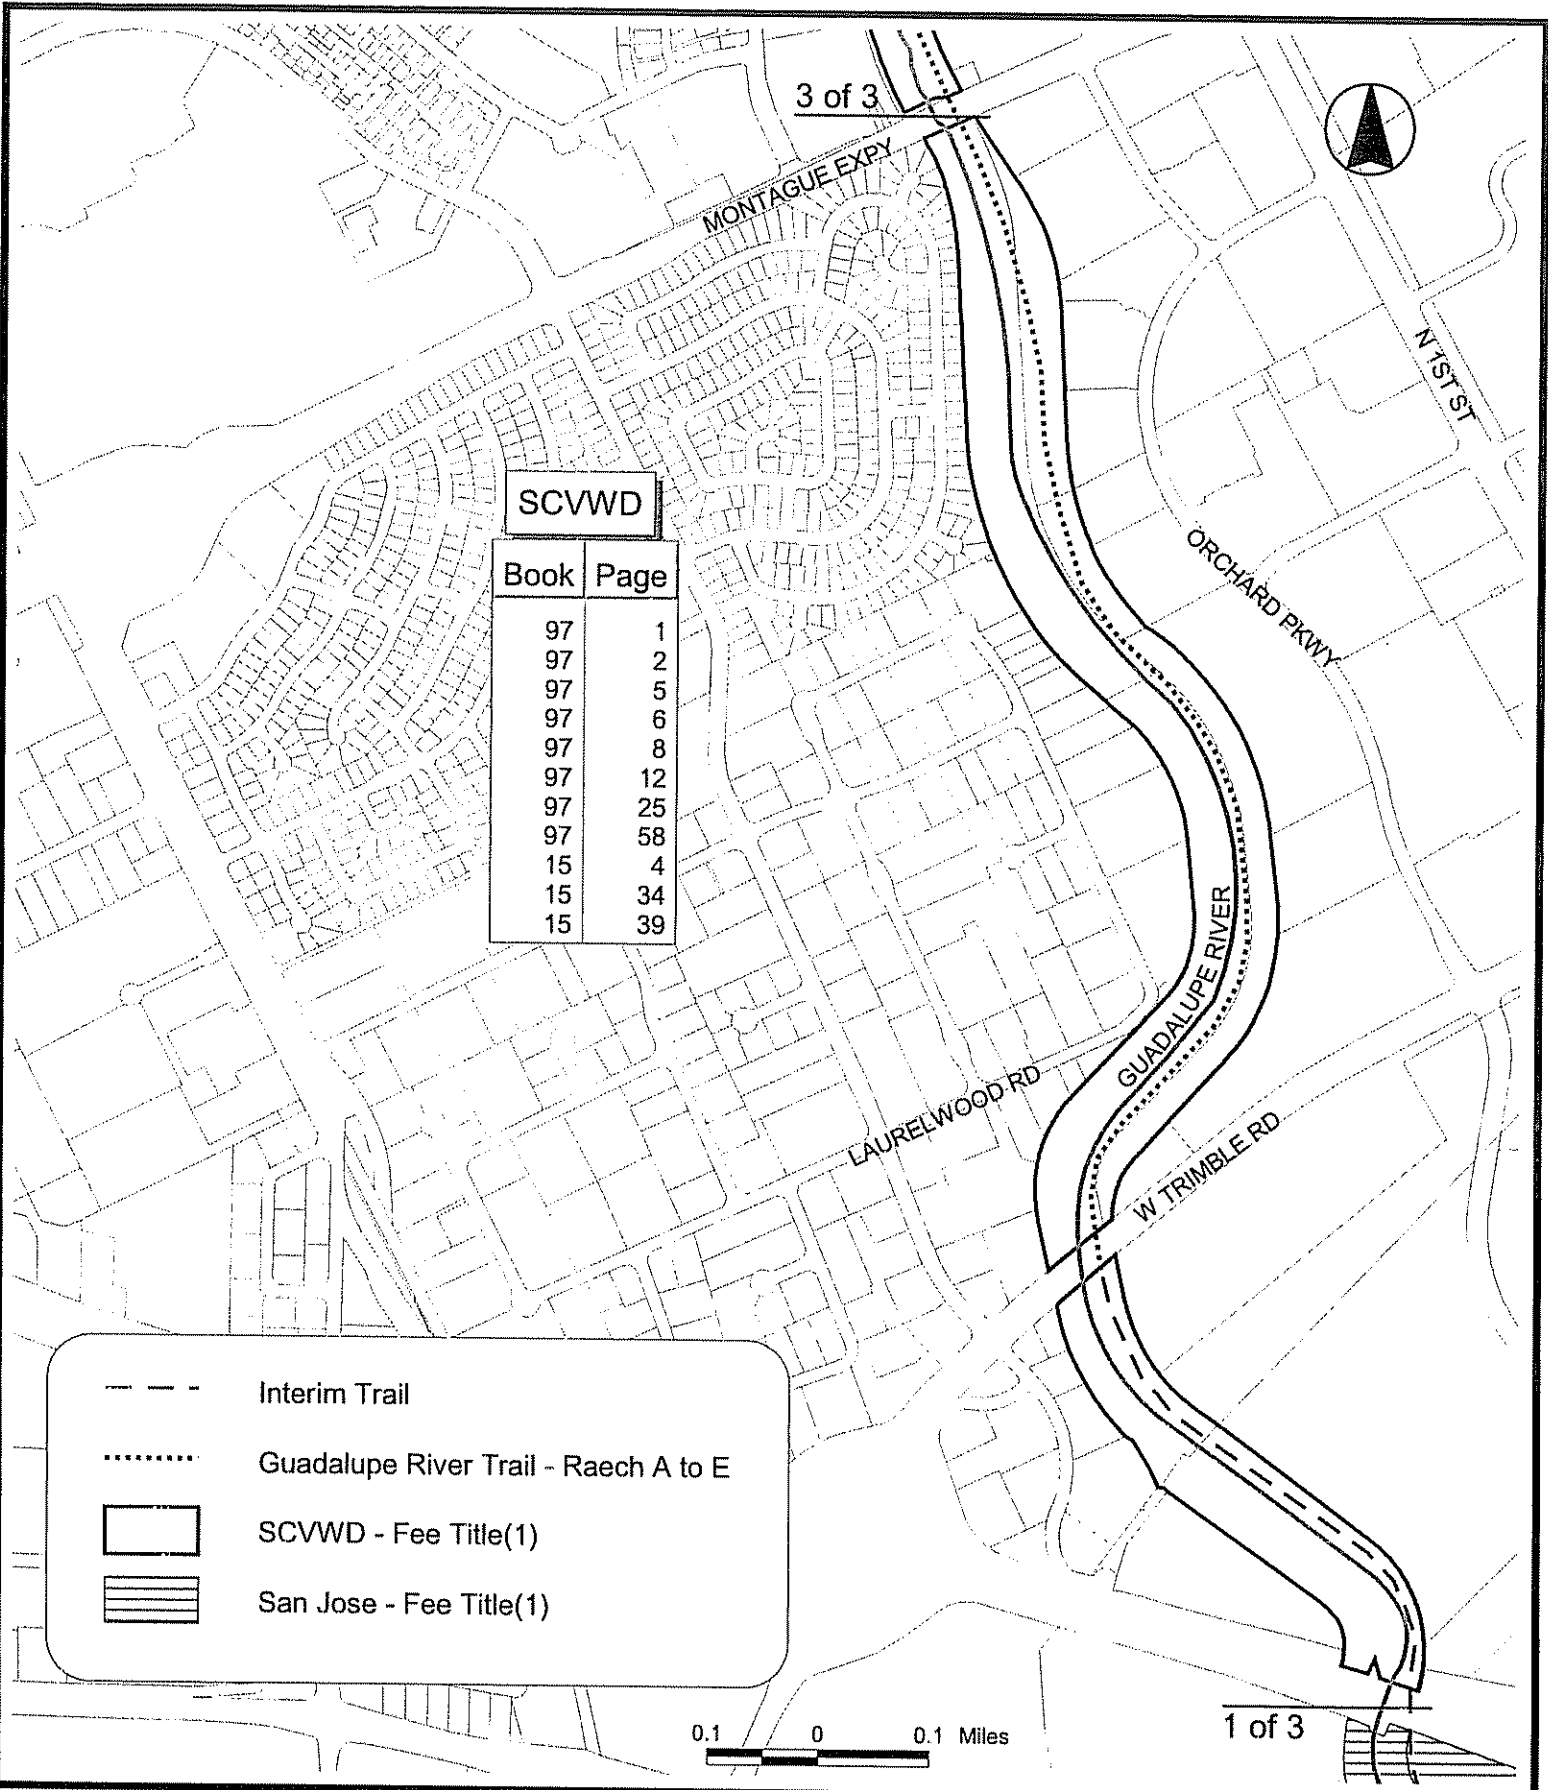 3 of 3
MONTAGUE EXPY
N 1ST ST
SCVWD
Book Page
97 1
97 2
97 5
97 6
97 8
97 12
97 25
97 58
15 4
15 34
15 39
ORCHARD PKWY
GUADALUPE RIVER
LAURELWOOD RD
W TRIMBLE RD
Interim Trail
Guadalupe River Trail - Raech A to E
SCVWD - Fee Title(1)
San Jose - Fee Title(1)
0.1 0 0.1 Miles
1 of 3